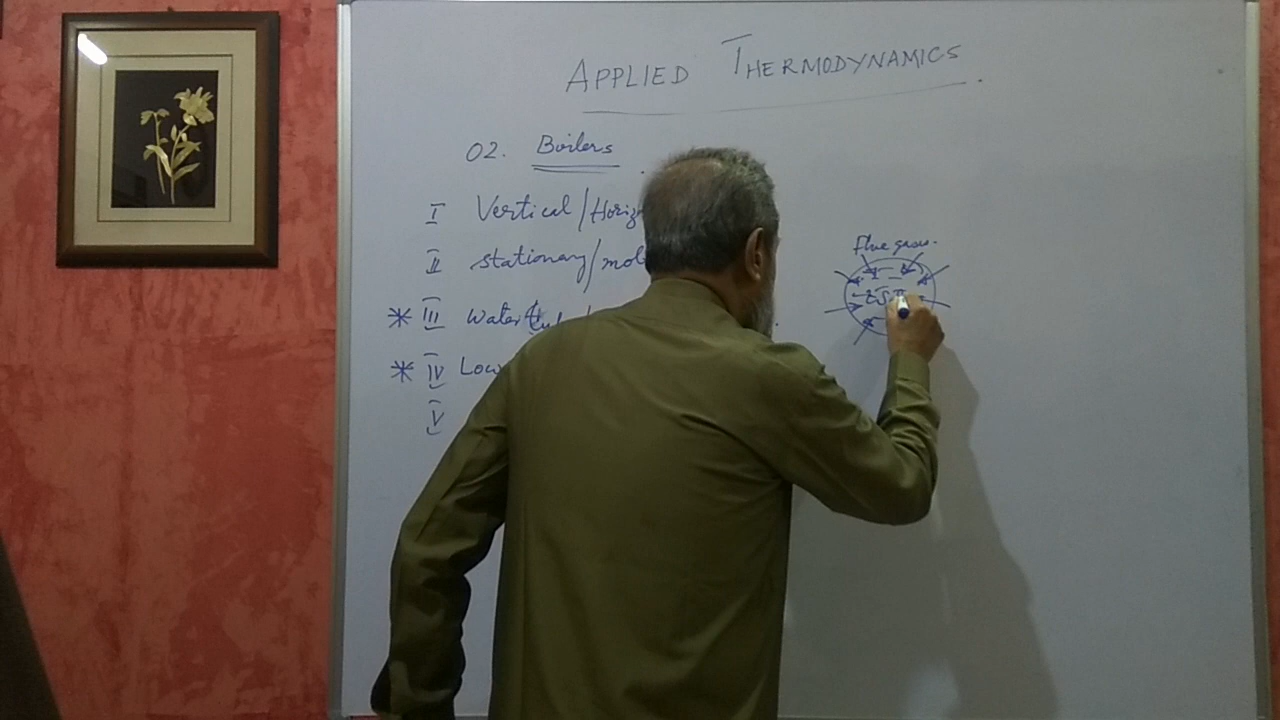 APPLIED THERMODYNAMICS.
02. Boilers
I Vertical/Horiz
II Stationary/mob
* III Water tub
* IV Low
V
Flue gases.